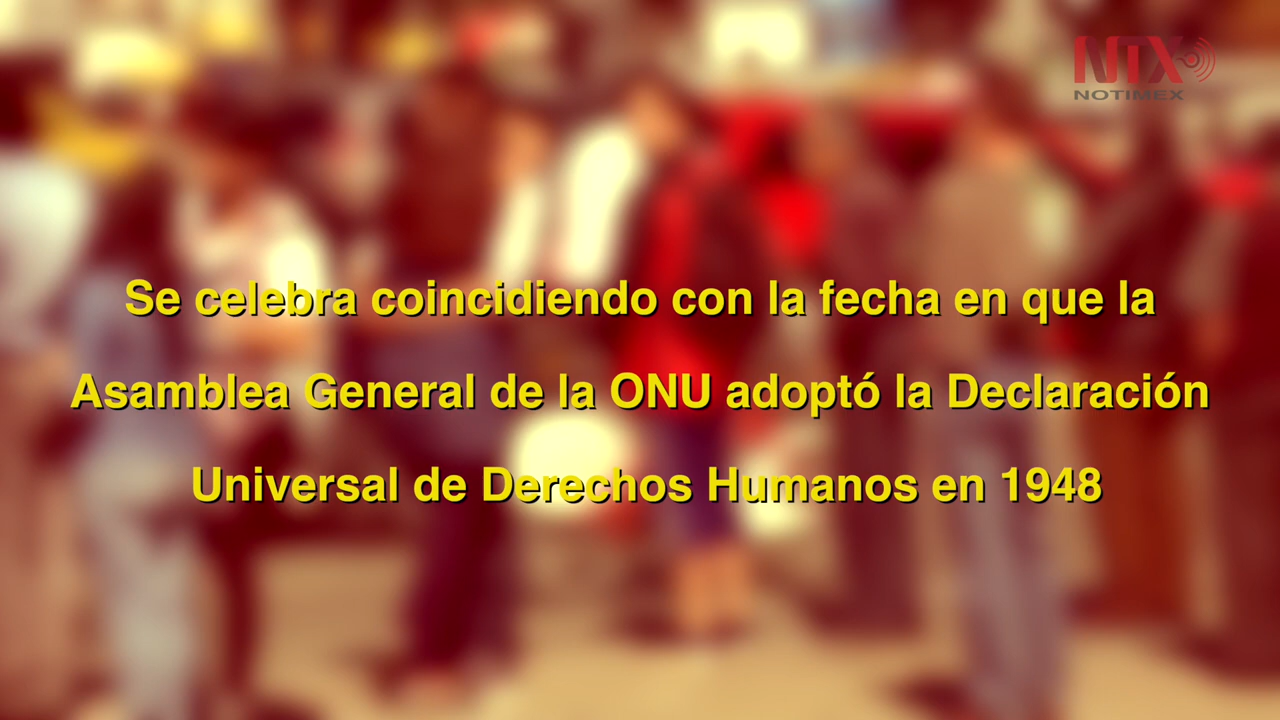 NTX
NOTIMEX
Se celebra coincidiendo con la fecha en que la
Asamblea General de la ONU adoptó la Declaración
Universal de Derechos Humanos en 1948